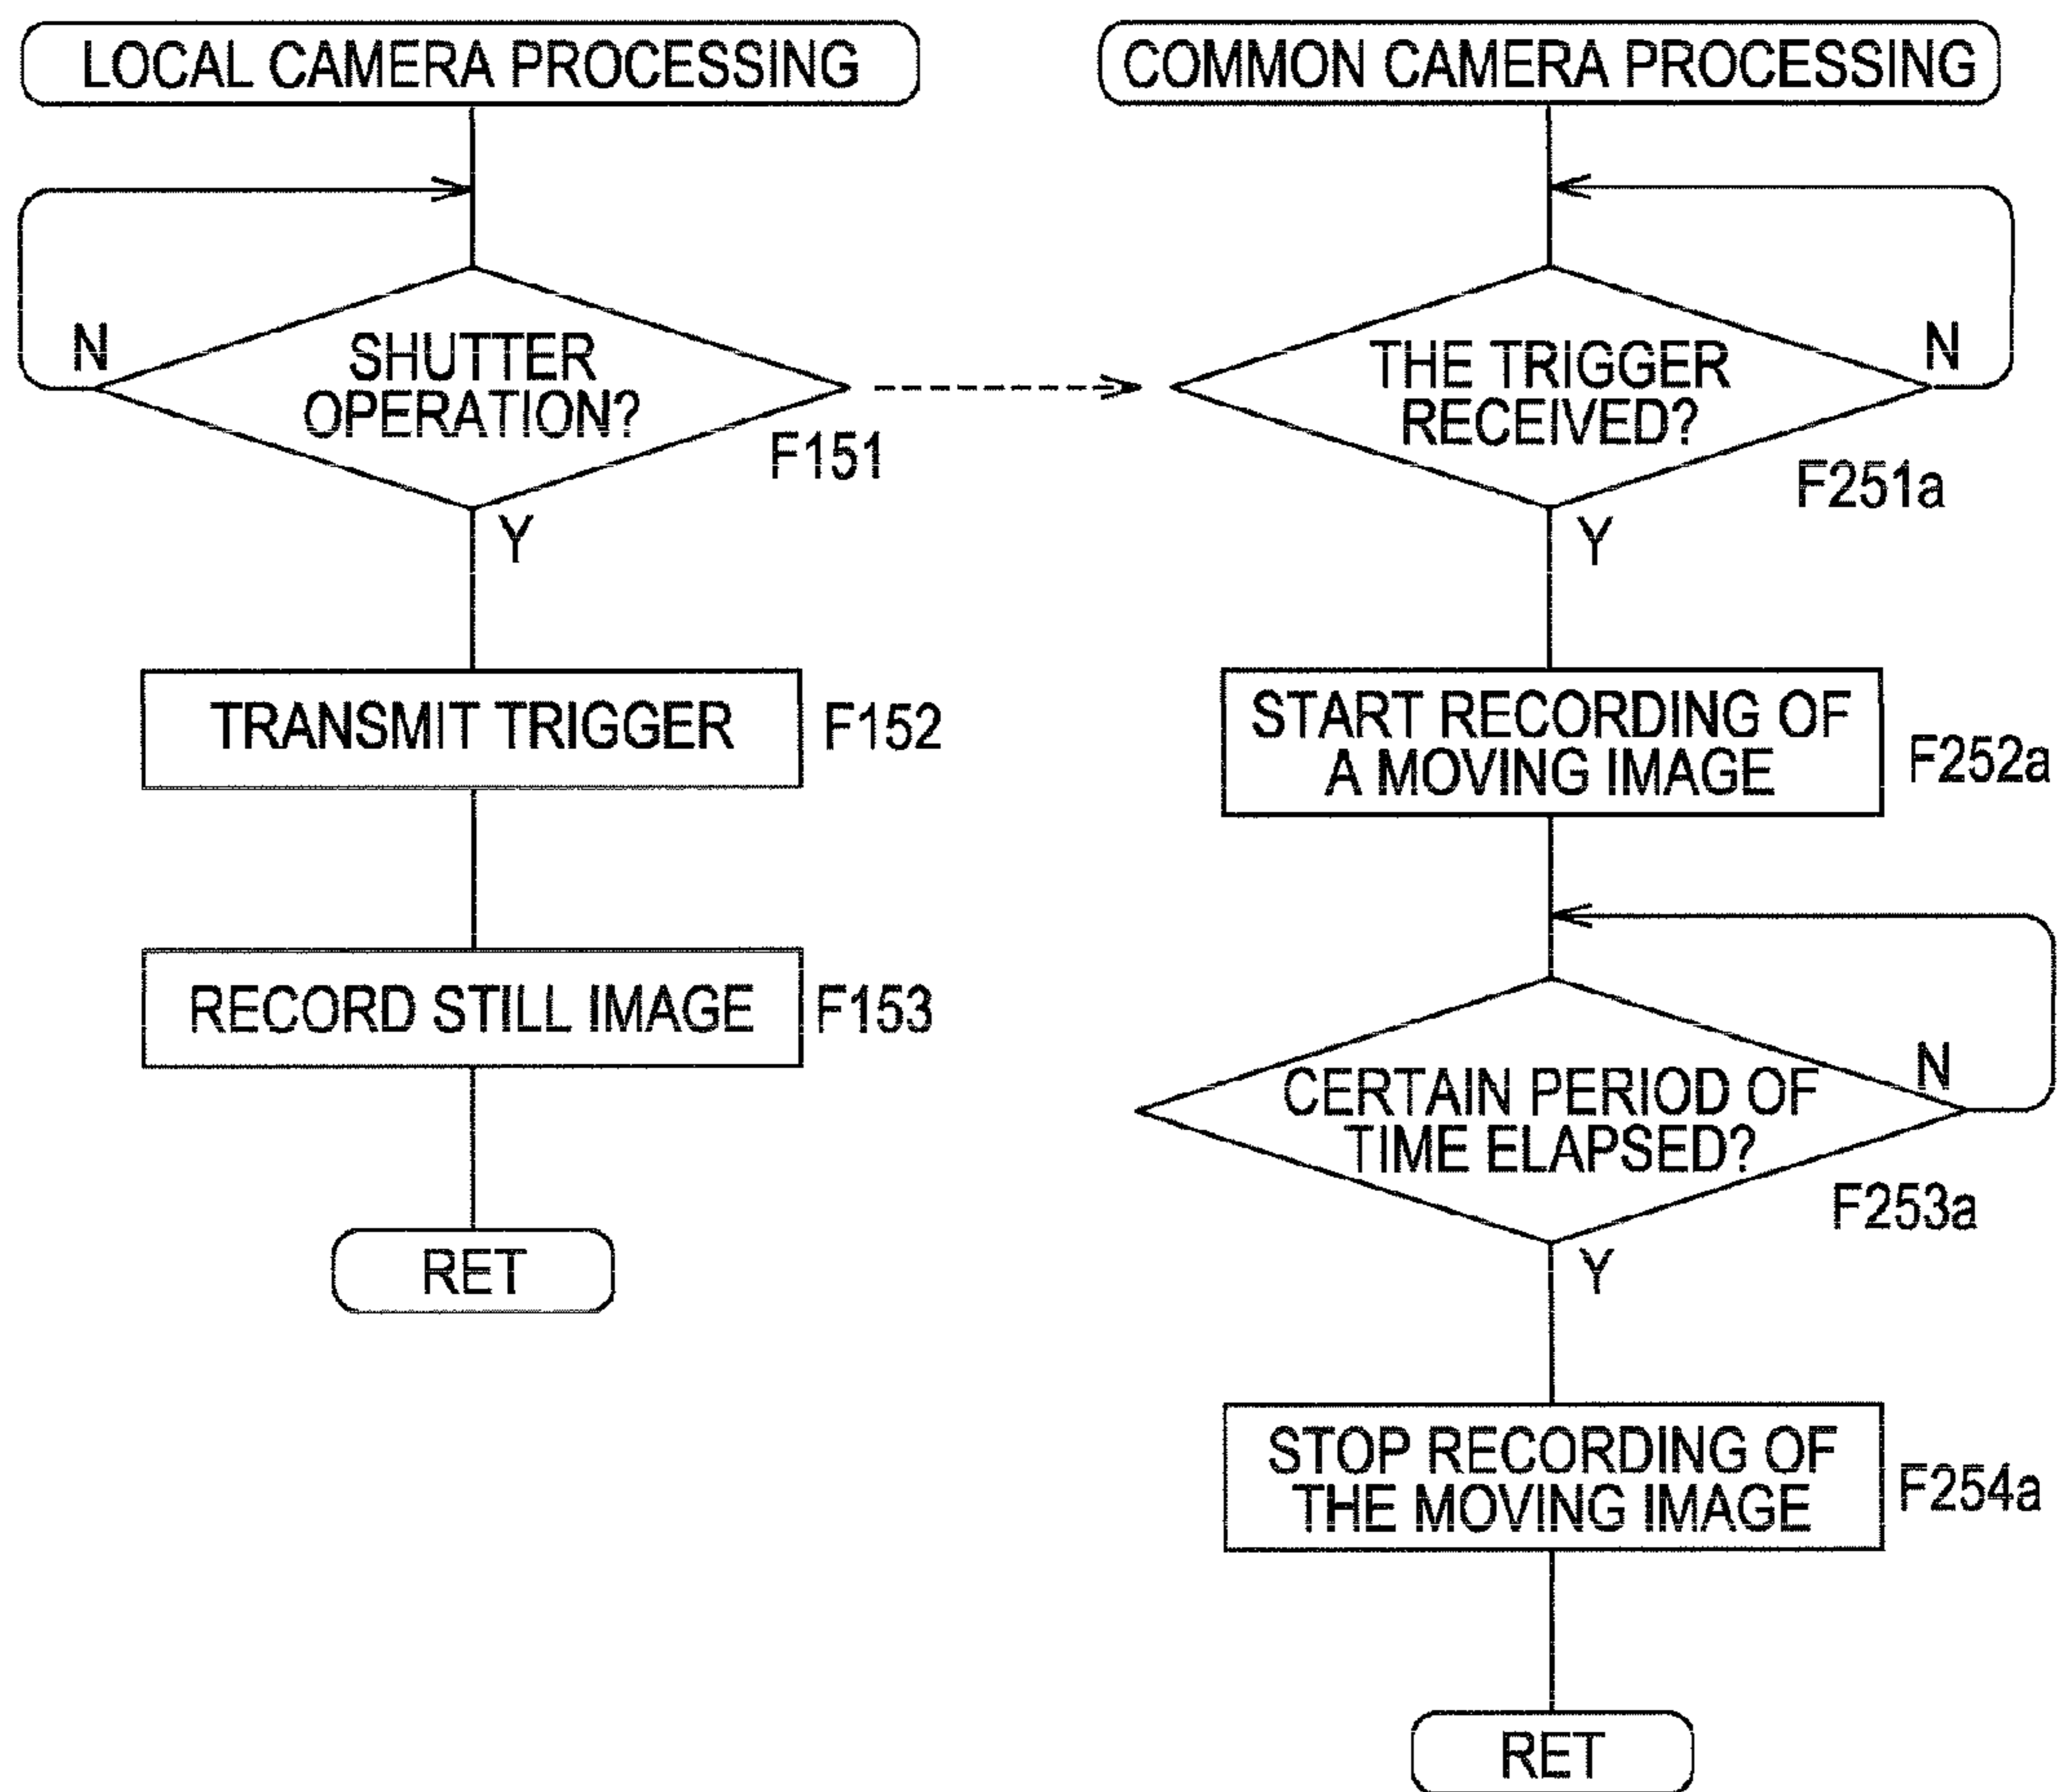 LOCAL CAMERA PROCESSING
N
SHUTTER
OPERATION?
F151
Y
TRANSMIT TRIGGER
F152
RECORD STILL IMAGE
F153
RET
COMMON CAMERA PROCESSING
THE TRIGGER
RECEIVED?
N
F251a
Y
START RECORDING OF
A MOVING IMAGE
F252a
CERTAIN PERIOD OF
TIME ELAPSED?
N
F253a
Y
STOP RECORDING OF
THE MOVING IMAGE
F254a
RET